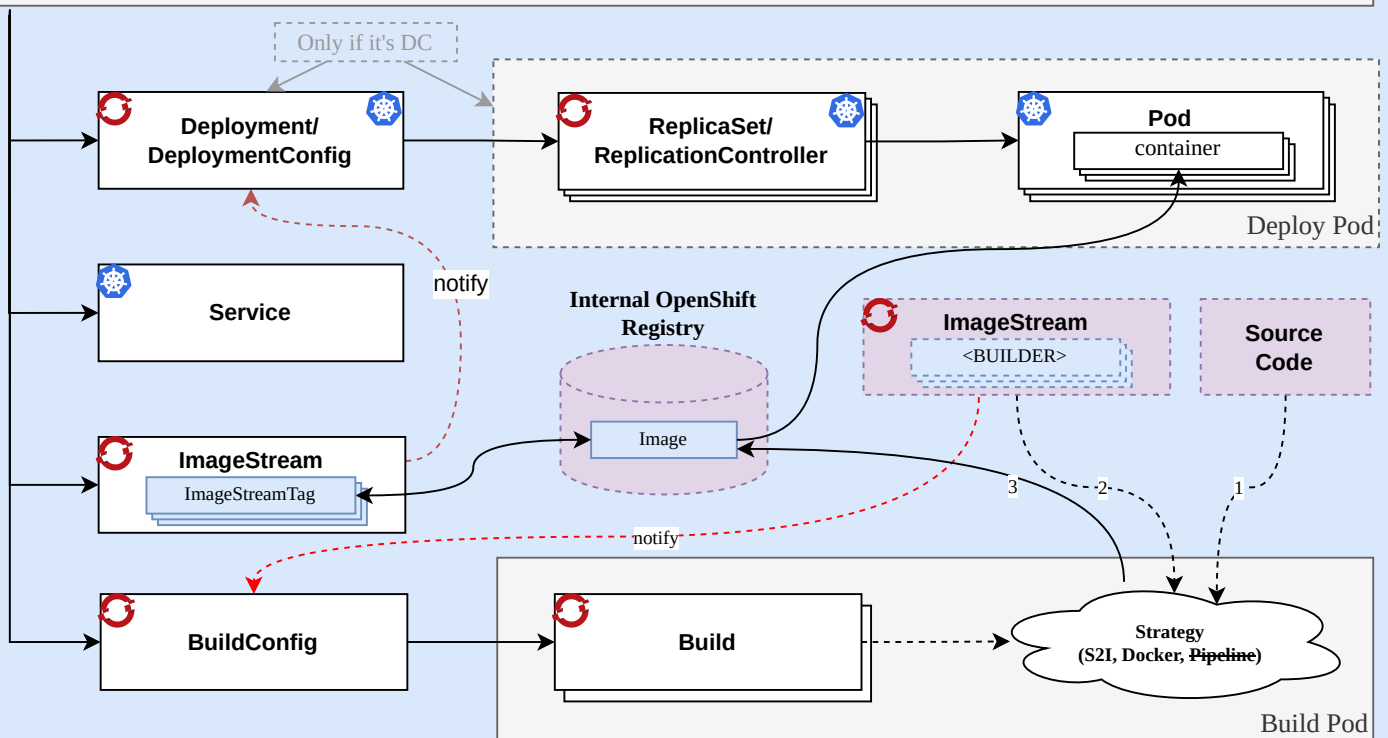 Only if it's DC
Deployment/
DeploymentConfig
ReplicaSet/
ReplicationController
Pod
container
Deploy Pod
notify
Service
Internal OpenShift
Registry
Image
ImageStream
<BUILDER>
Source
Code
ImageStream
ImageStreamTag
3
2
1
notify
BuildConfig
Build
Strategy
(S2I, Docker, Pipeline)
Build Pod